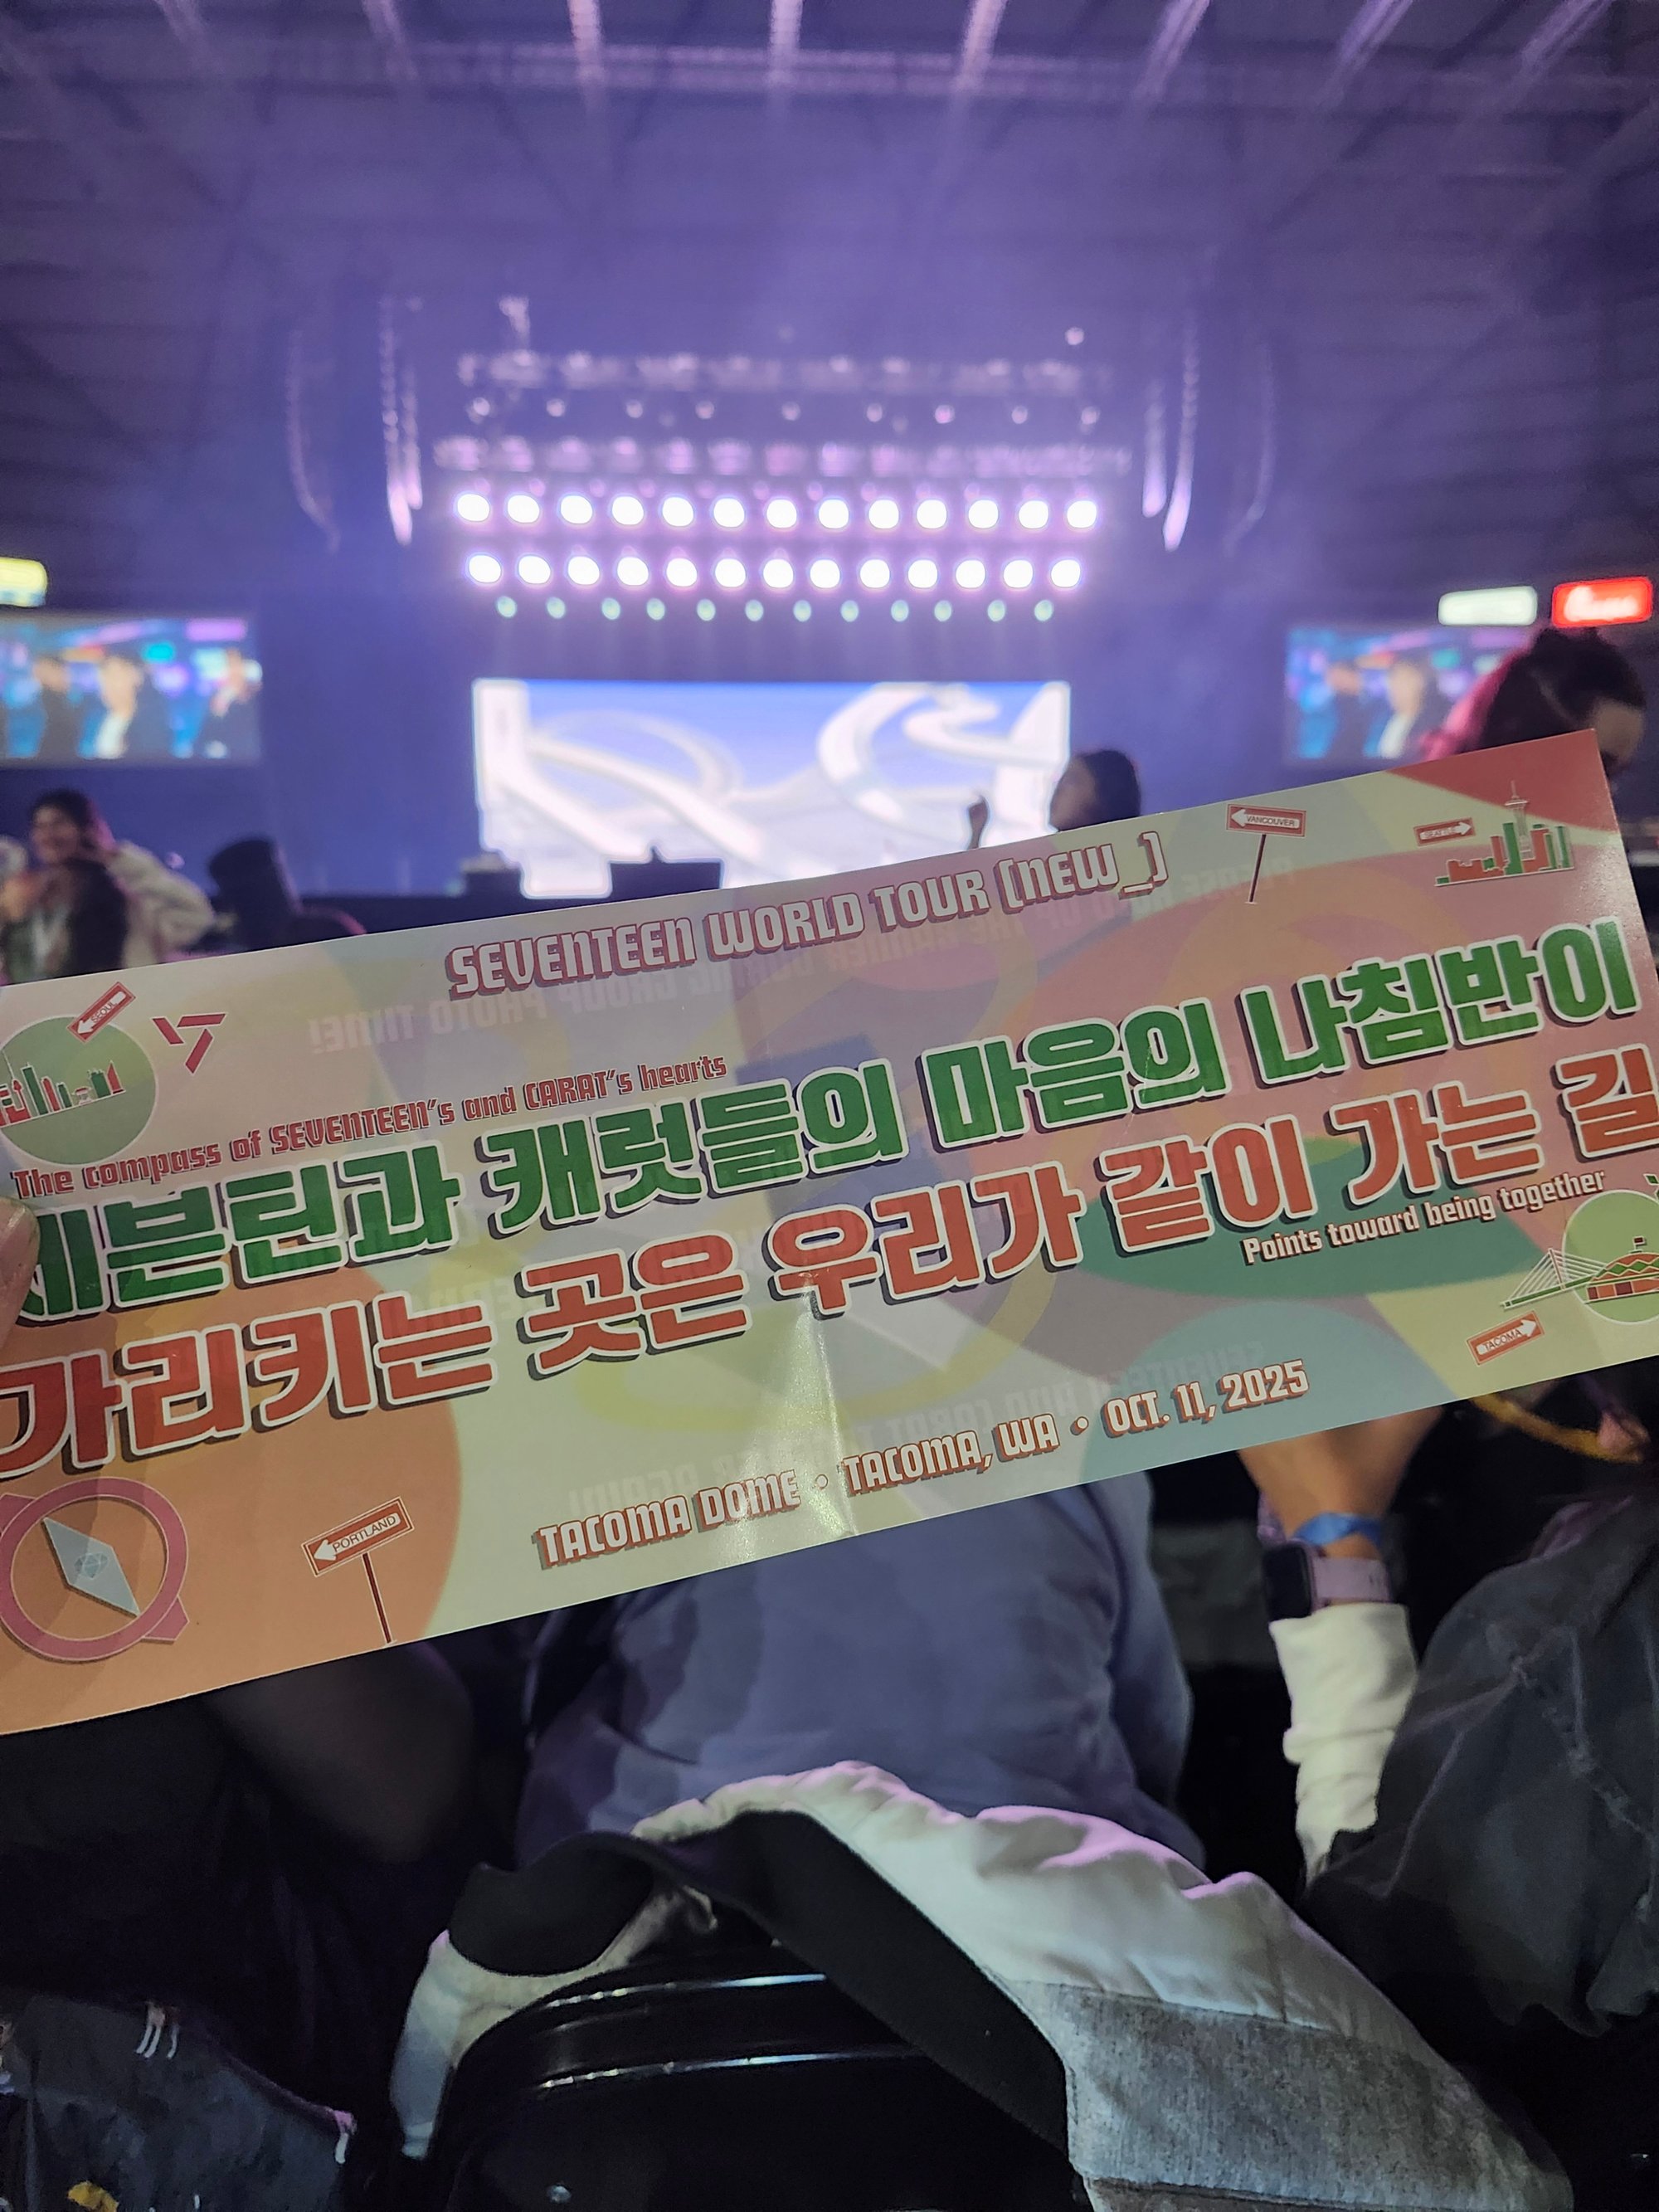 SEVENTEEN WORLD TOUR [NEW_]
VANCOUVER
SEATTLE
SEOUL
The compass of SEVENTEEN's and CARAT's hearts
세븐틴과 캐럿들의 마음의 나침반이
가리키는 곳은 우리가 같이 가는 길
Points toward being together
TACOMA
PORTLAND
TACOMA DOME • TACOMA, WA • OCT. 11, 2025